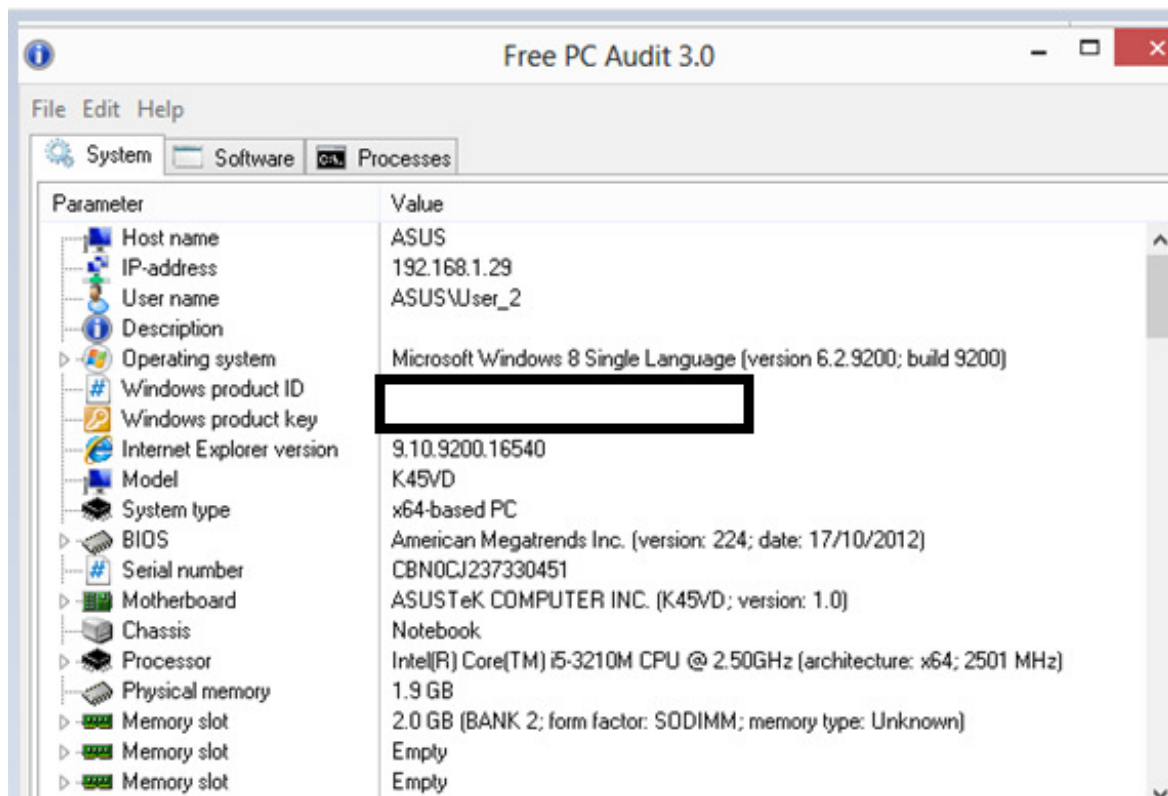 Free PC Audit 3.0
File Edit Help
System Software Processes
Parameter Value
Host name ASUS
IP-address 192.168.1.29
User name ASUS\User_2
Description
Operating system Microsoft Windows 8 Single Language (version 6.2.9200; build 9200)
Windows product ID
Windows product key
Internet Explorer version 9.10.9200.16540
Model K45VD
System type x64-based PC
BIOS American Megatrends Inc. (version: 224; date: 17/10/2012)
Serial number CBN0CJ237330451
Motherboard ASUSTeK COMPUTER INC. (K45VD; version: 1.0)
Chassis Notebook
Processor Intel(R) Core(TM) i5-3210M CPU @ 2.50GHz (architecture: x64; 2501 MHz)
Physical memory 1.9 GB
Memory slot 2.0 GB (BANK 2; form factor: SODIMM; memory type: Unknown)
Memory slot Empty
Memory slot Empty